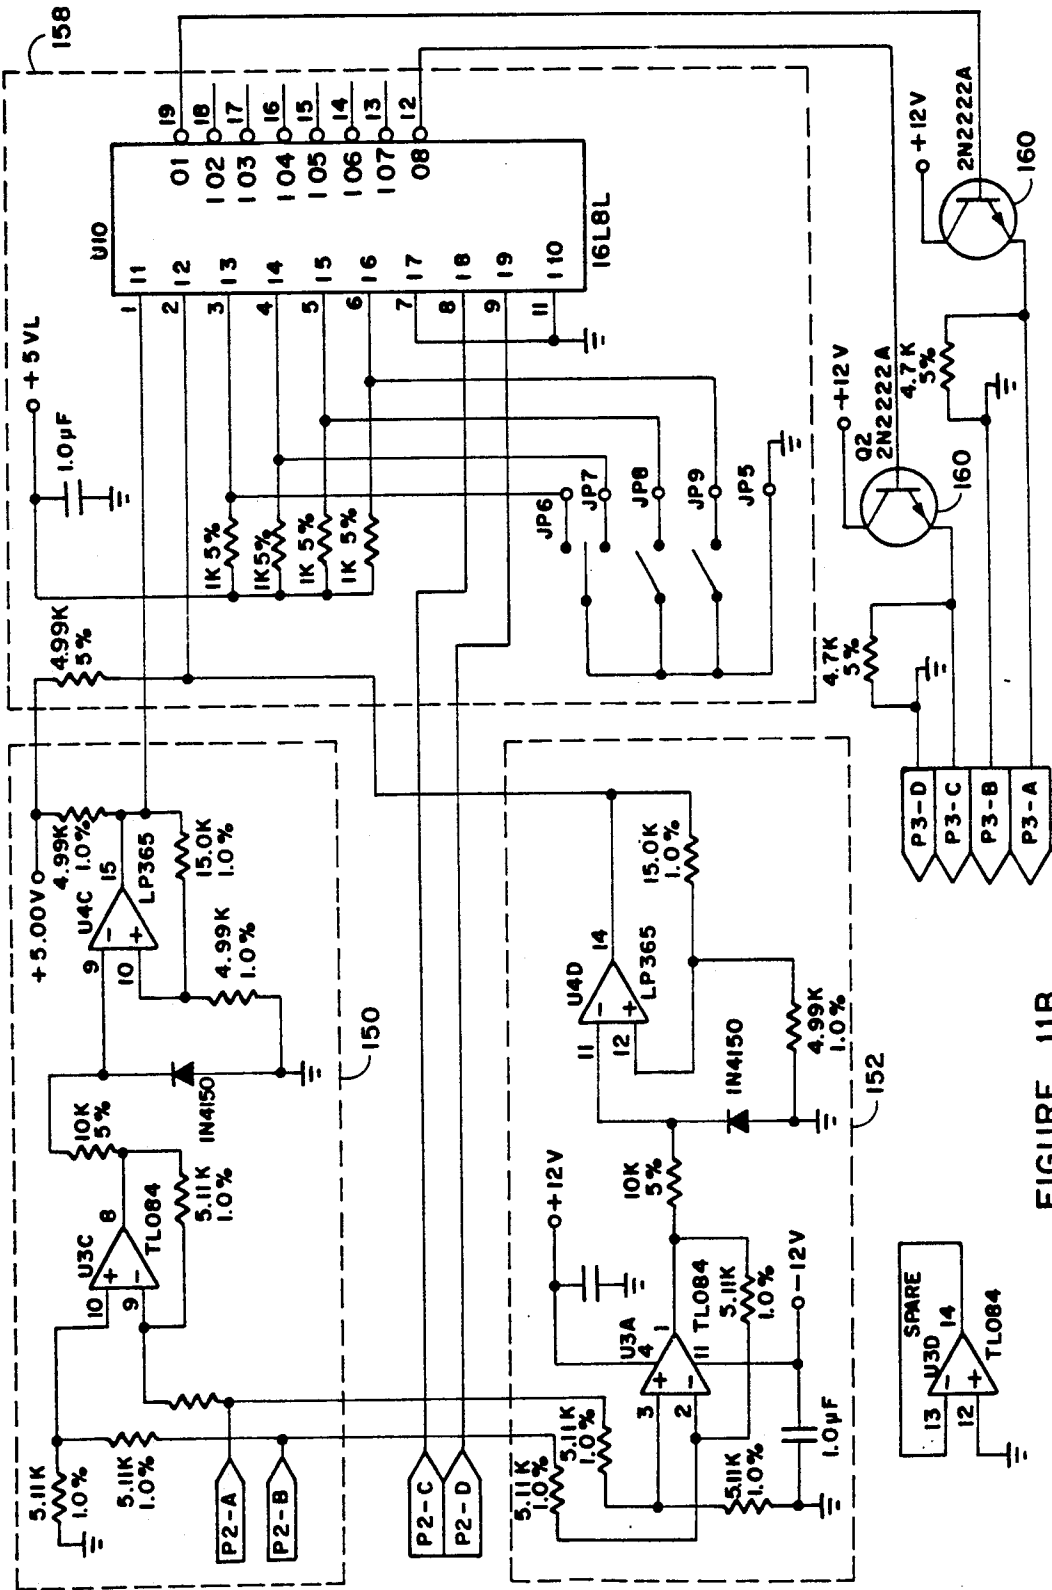 158
+5VL
1.0µF
U10
16L8L
1
2
3
4
5
6
7
8
9
11
I1
I2
I3
I4
I5
I6
I7
I8
I9
I10
O1
IO2
IO3
IO4
IO5
IO6
IO7
O8
19
18
17
16
15
14
13
12
1K 5%
1K 5%
1K 5%
1K 5%
4.99K
5%
JP6
JP7
JP8
JP9
JP5
+12V
2N2222A
160
+12V
Q2
2N2222A
160
4.7K
5%
4.7K
5%
P3-D
P3-C
P3-B
P3-A
+5.00V
4.99K
1.0%
U4C
15
LP365
9
10
15.0K
1.0%
4.99K
1.0%
150
1N4150
10K
5%
U3C
8
TL084
10
9
5.11K
1.0%
5.11K
1.0%
5.11K
1.0%
P2-A
P2-B
P2-C
P2-D
U4D
14
LP365
11
12
15.0K
1.0%
4.99K
1.0%
1N4150
152
10K
5%
+12V
U3A
4
1
TL084
3
2
11
5.11K
1.0%
-12V
5.11K
1.0%
5.11K
1.0%
5.11K
1.0%
1.0µF
SPARE
U3D
14
TL084
13
12
FIGURE 11B